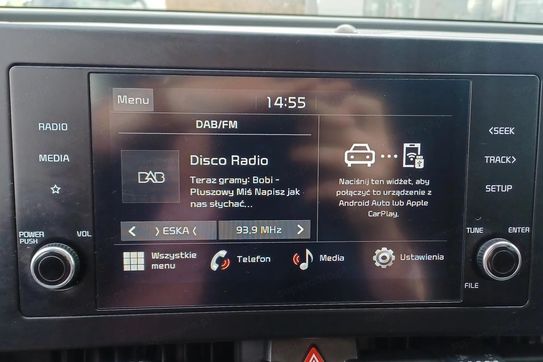 Menu
14:55
RADIO
MEDIA
POWER
PUSH
VOL
DAB/FM
DAB
Disco Radio
Teraz gramy: Bobi -
Pluszowy Miś Napisz jak
nas słychać...
< ) ESKA (
93.9 MHz >
Naciśnij ten widżet, aby
połączyć to urządzenie z
Android Auto lub Apple
CarPlay.
Wszystkie
menu
Telefon
Media
Ustawienia
<SEEK
TRACK>
SETUP
TUNE
ENTER
FILE